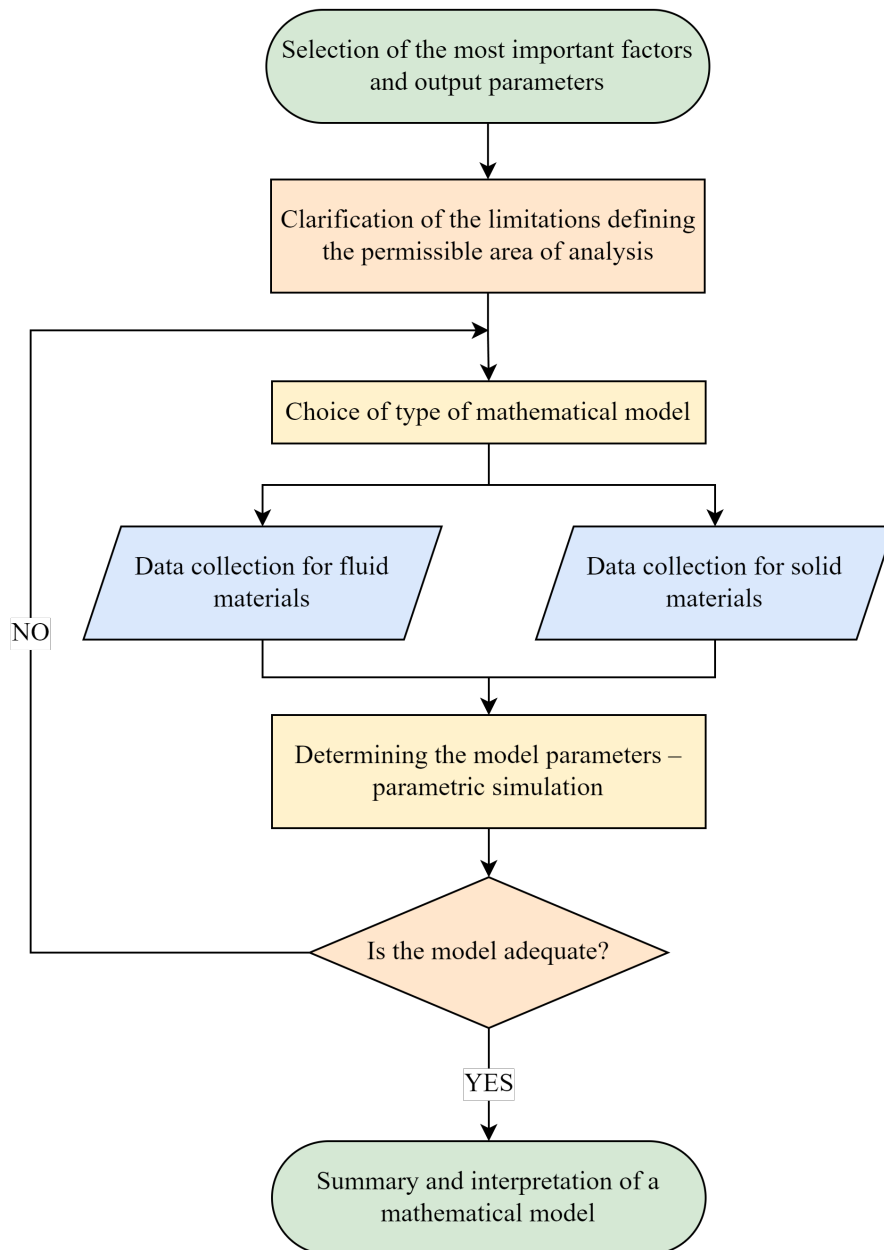 Selection of the most important factors
and output parameters
Clarification of the limitations defining
the permissible area of analysis
Choice of type of mathematical model
Data collection for fluid
materials
Data collection for solid
materials
NO
Determining the model parameters –
parametric simulation
Is the model adequate?
YES
Summary and interpretation of a
mathematical model